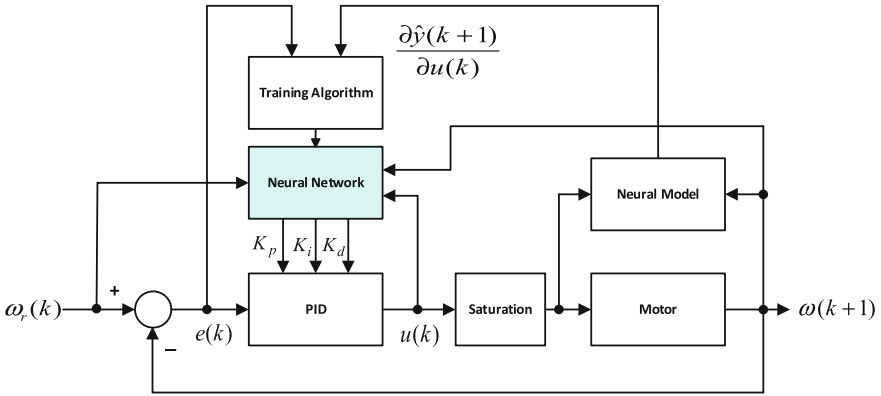 ∂ŷ(k+1)
∂u(k)
Training Algorithm
Neural Network
Neural Model
K_p K_i K_d
ω_r(k)
+
−
e(k)
PID
u(k)
Saturation
Motor
ω(k+1)